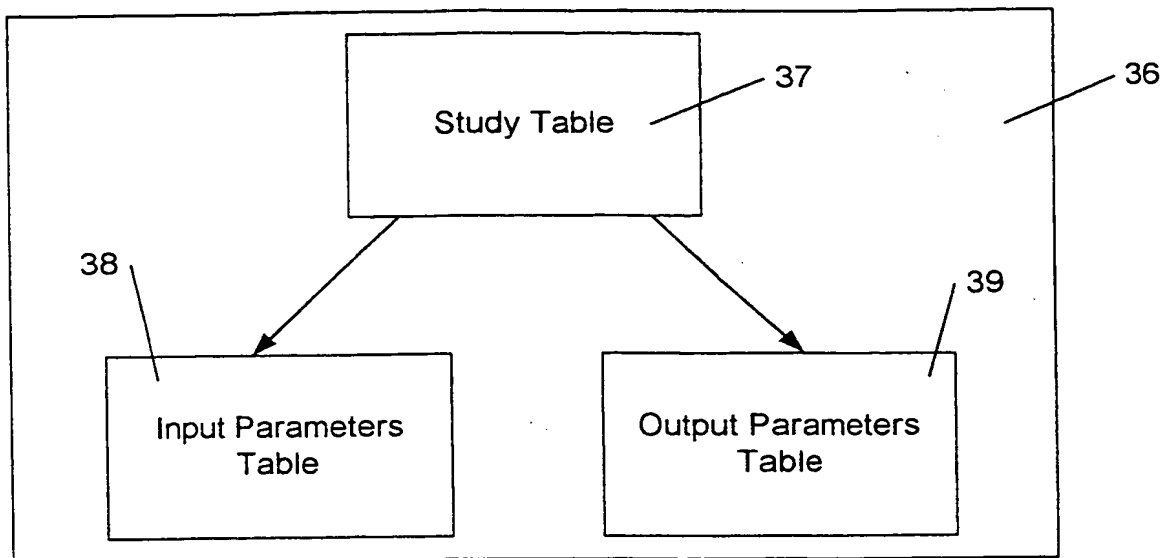 37
36
Study Table
38
39
Input Parameters
Table
Output Parameters
Table